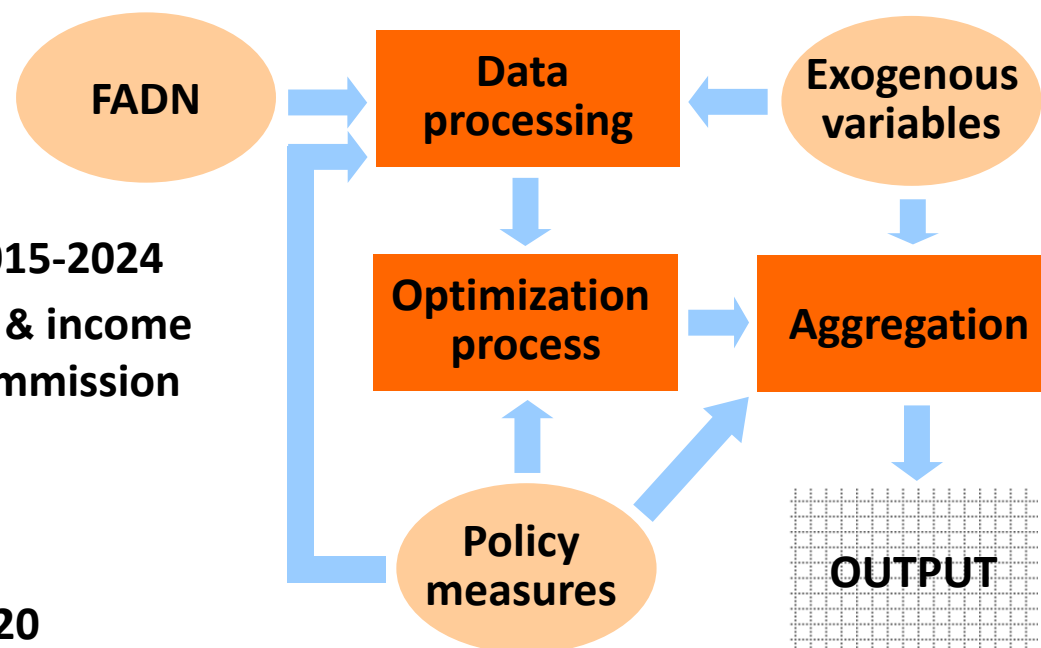 FADN
Data
processing
Exogenous
variables
015-2024
& income
mmission
Optimization
process
Aggregation
Policy
measures
OUTPUT
20